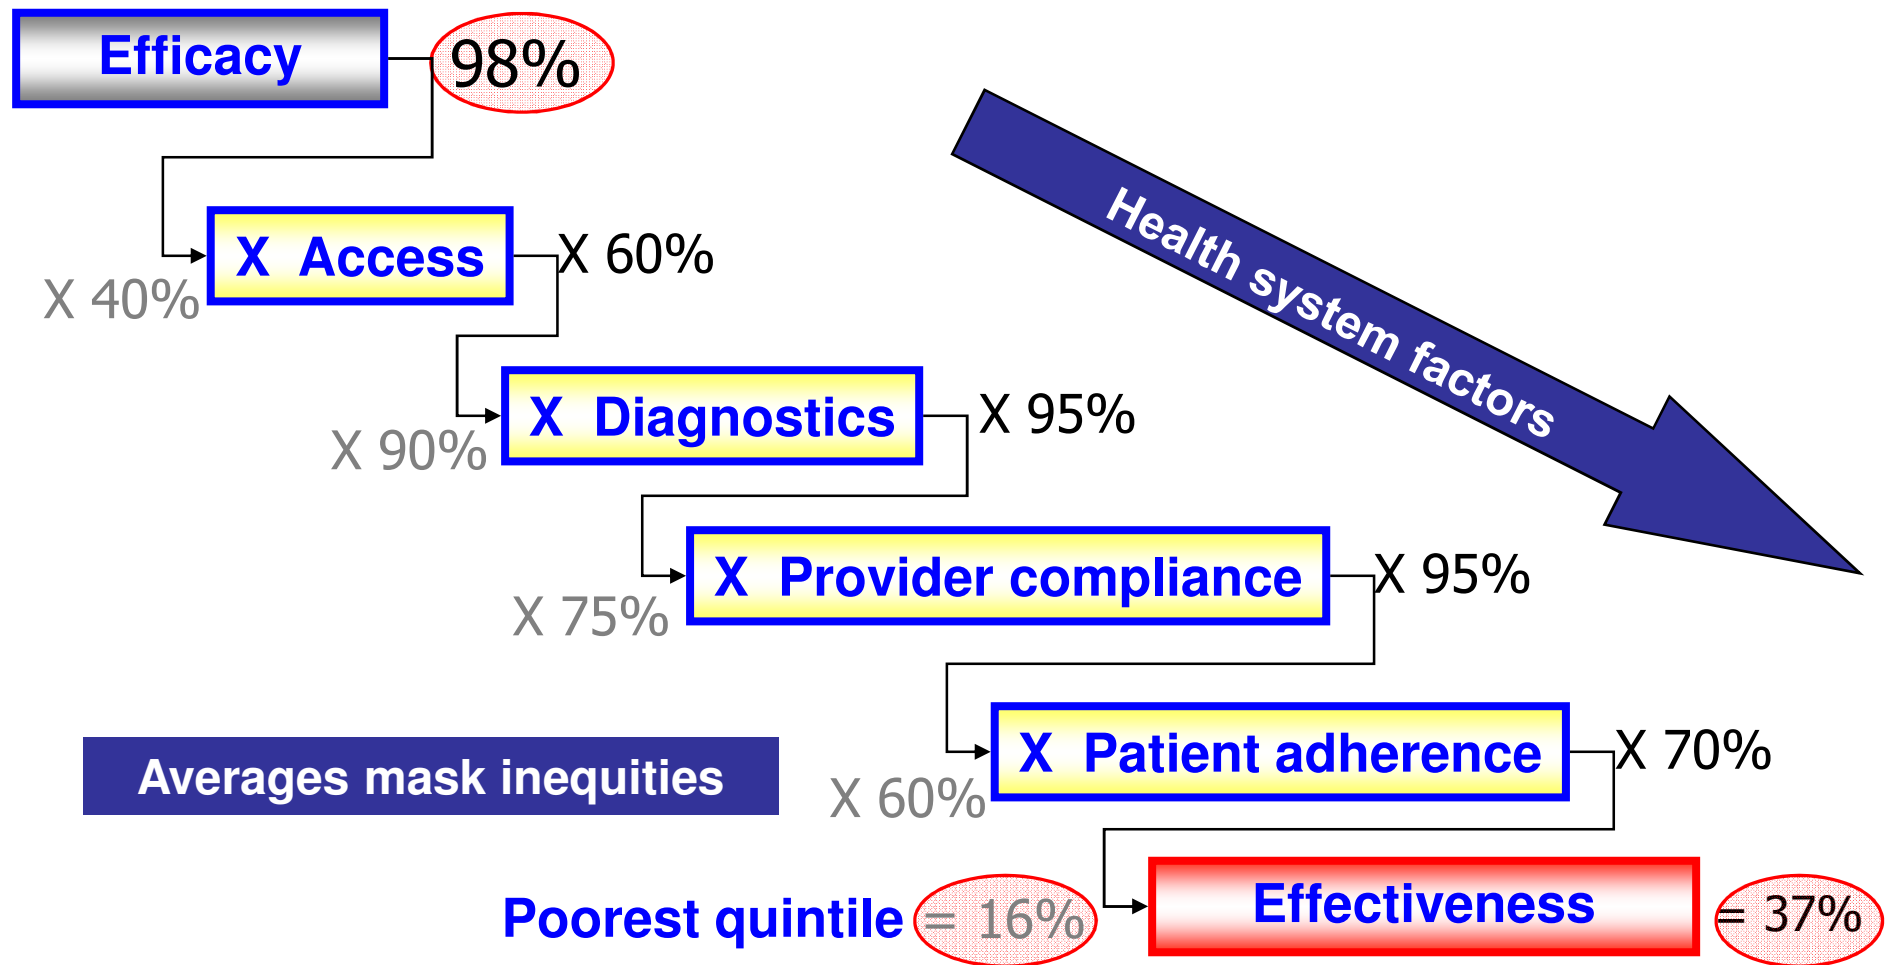 Efficacy
98%
Health system factors
X Access
X 60%
X 40%
X Diagnostics
X 95%
X 90%
X Provider compliance
X 95%
X 75%
X Patient adherence
X 70%
Averages mask inequities
X 60%
Effectiveness
= 37%
Poorest quintile = 16%